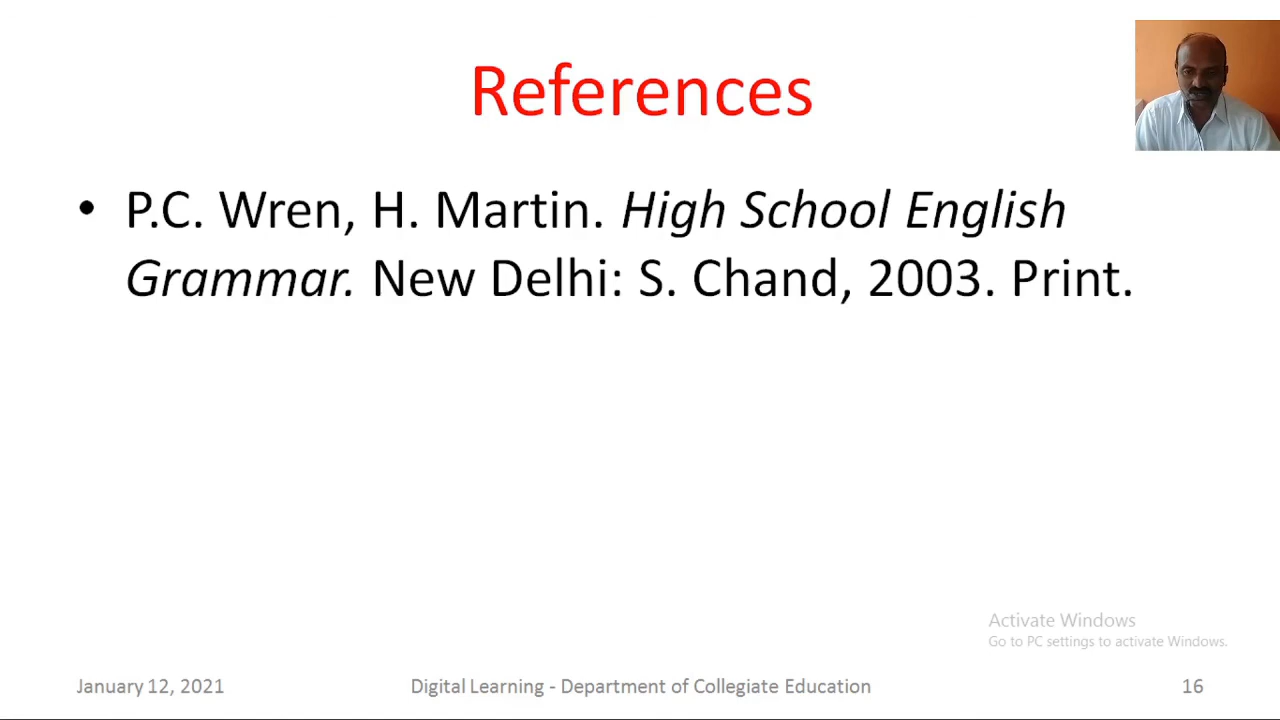 References
• P.C. Wren, H. Martin. High School English
Grammar. New Delhi: S. Chand, 2003. Print.
Activate Windows
Go to PC settings to activate Windows.
January 12, 2021
Digital Learning - Department of Collegiate Education
16